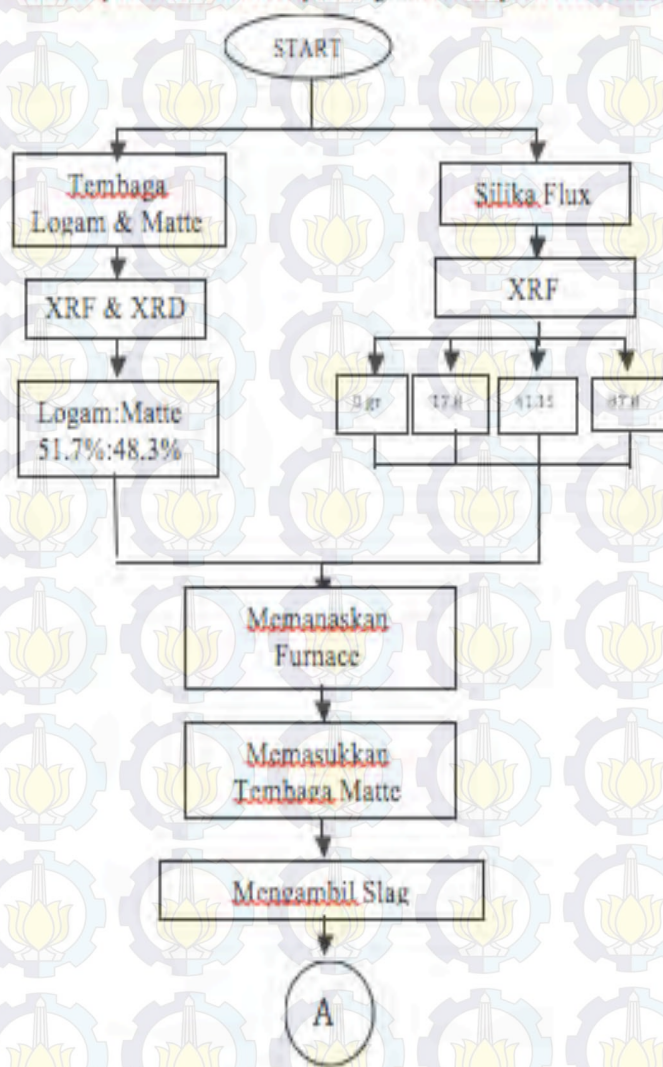 START
Tembaga
Logam & Matte
Silika Flux
XRF & XRD
XRF
Logam:Matte
51.7%:48.3%
Memanaskan
Furnace
Memasukkan
Tembaga Matte
Mengambil Slag
A